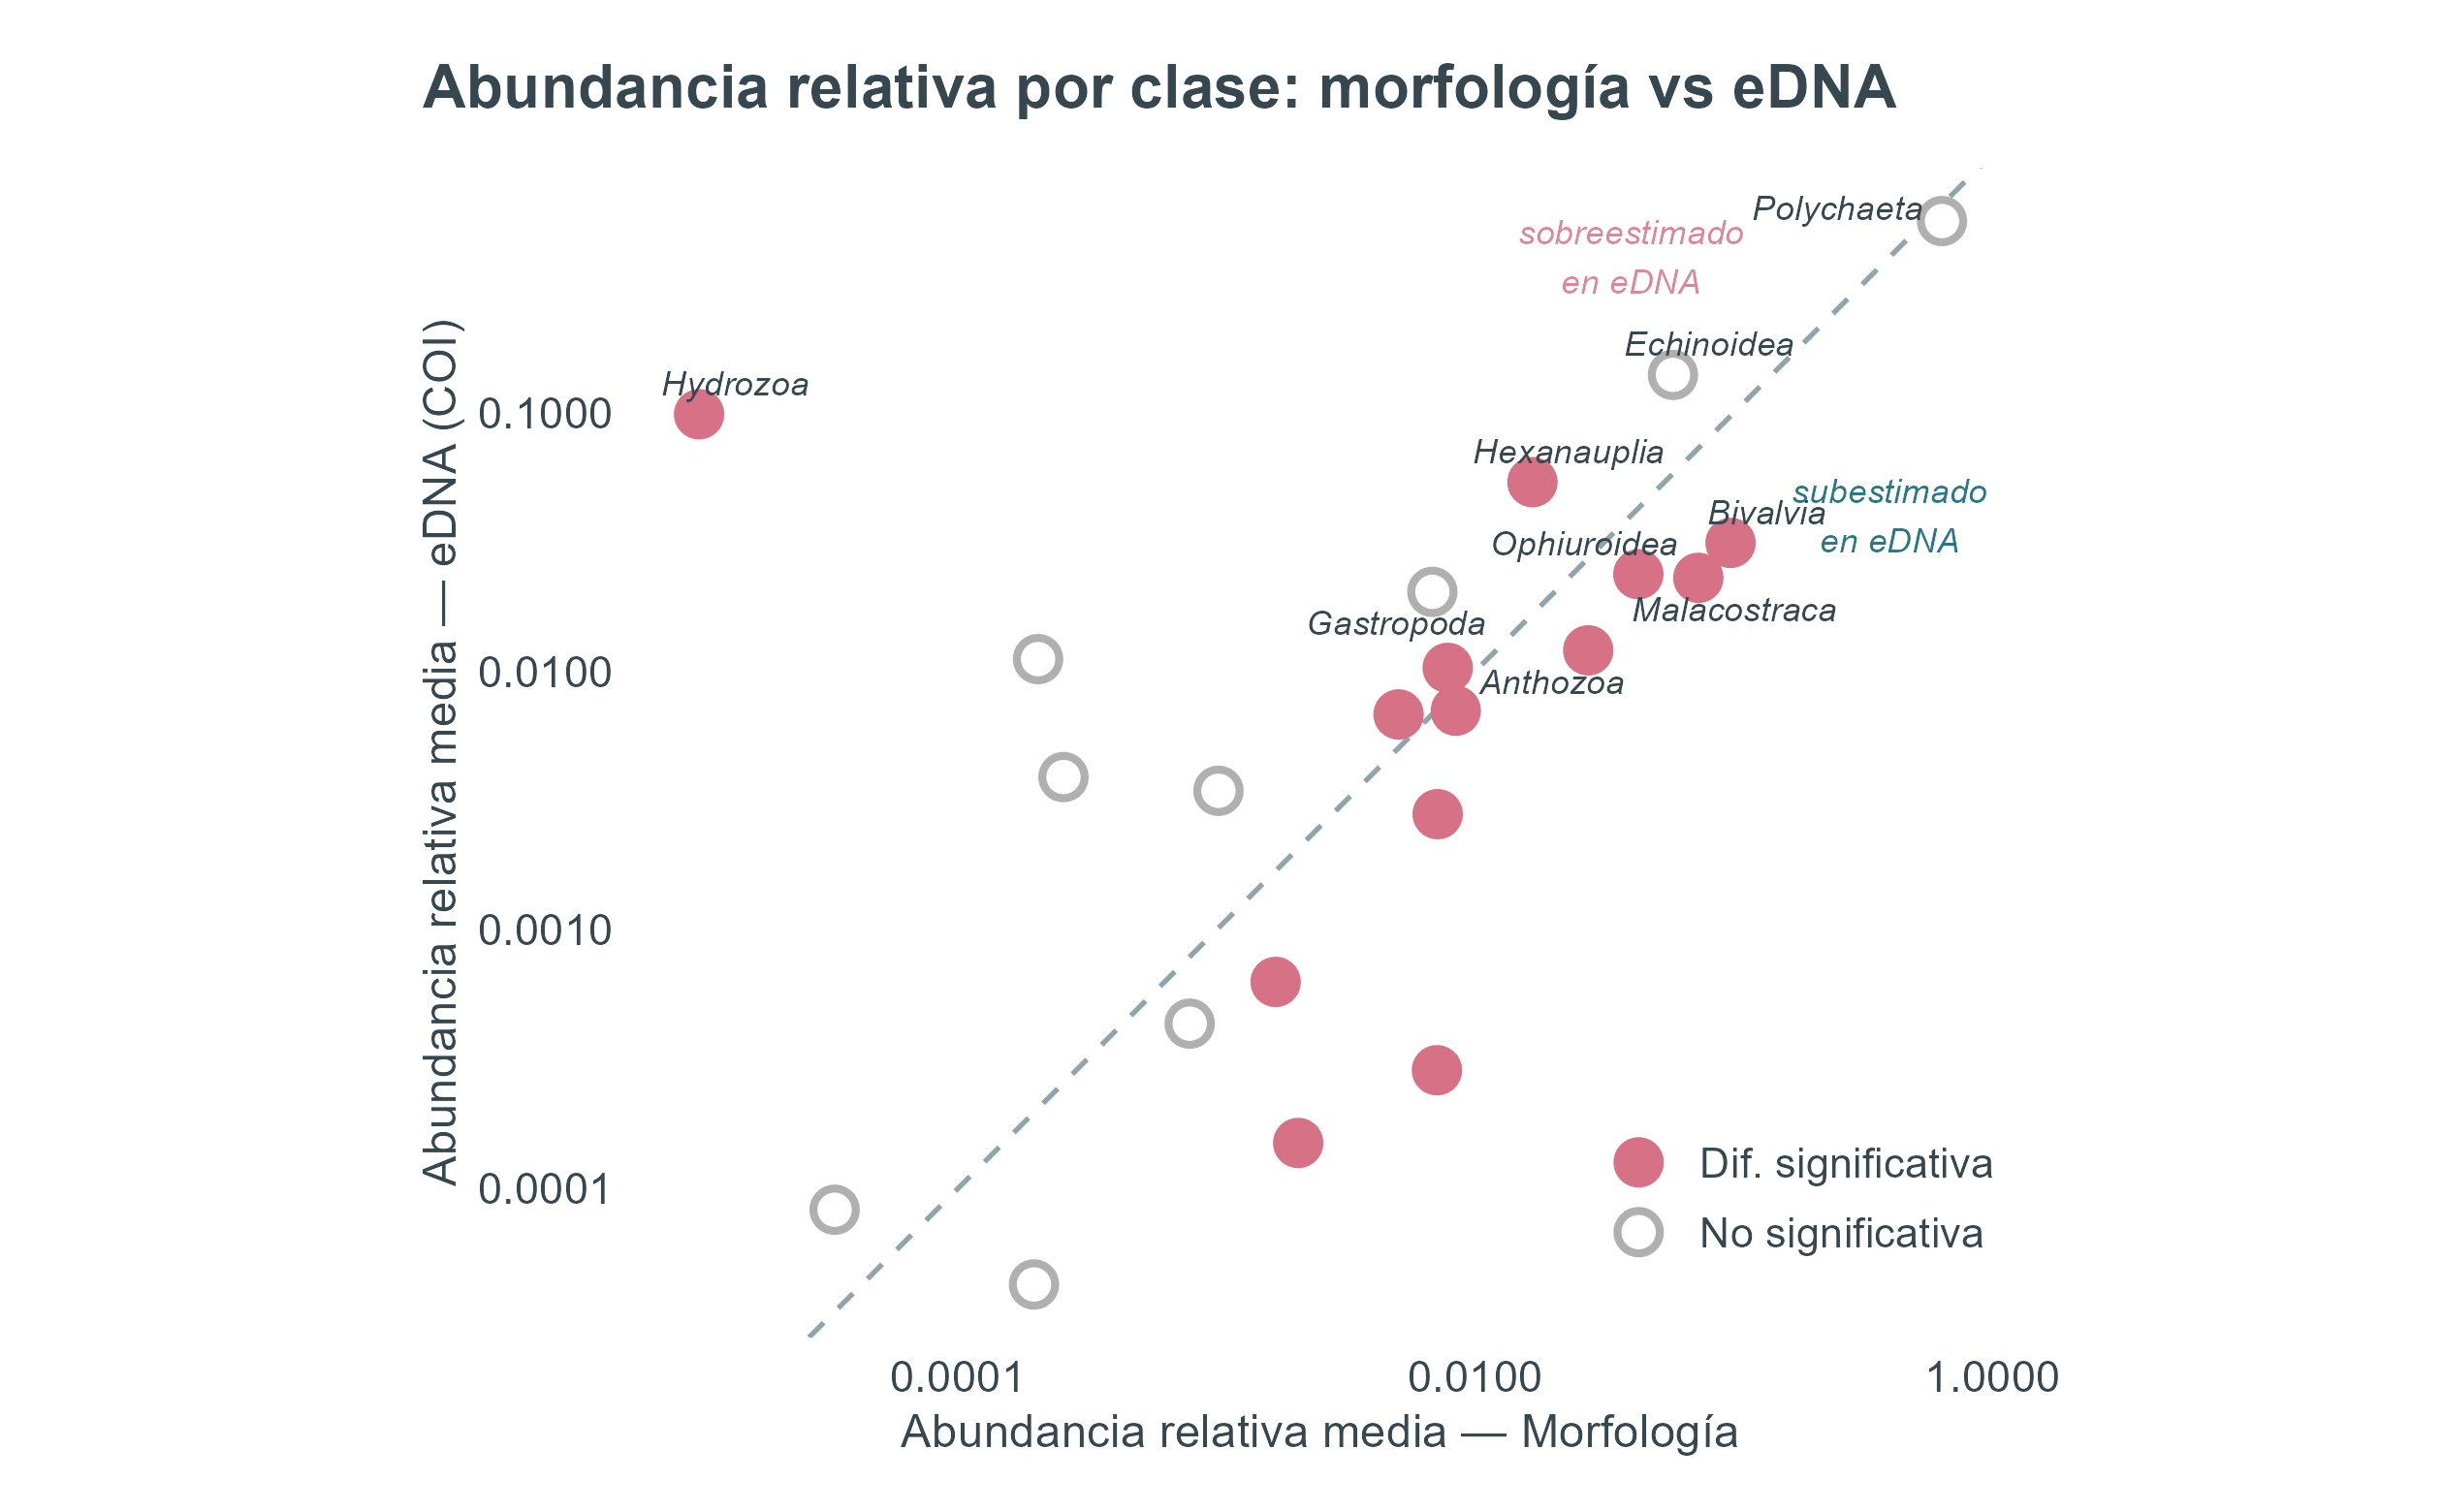 Abundancia relativa por clase: morfología vs eDNA
Polychaeta
sobreestimado
en eDNA
Echinoidea
Hydrozoa
Hexanauplia
subestimado
en eDNA
Bivalvia
Ophiuroidea
Malacostraca
Gastropoda
Anthozoa
Abundancia relativa media — eDNA (COI)
0.1000
0.0100
0.0010
0.0001
Dif. significativa
No significativa
0.0001
0.0100
1.0000
Abundancia relativa media — Morfología